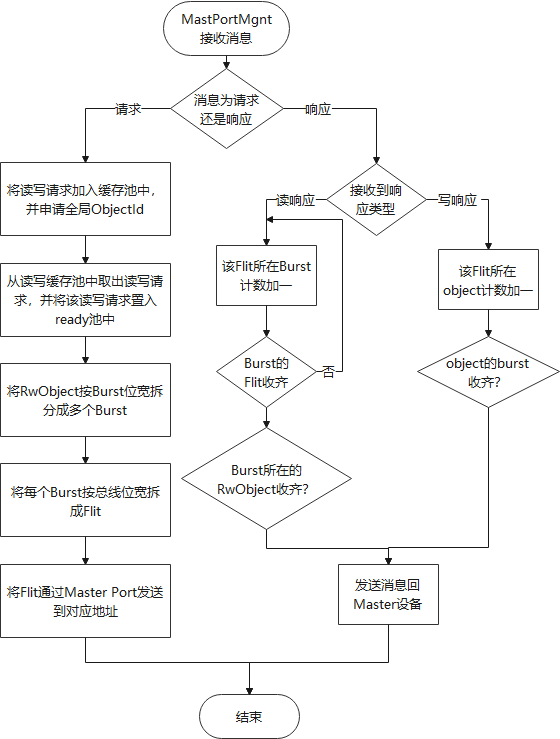 MastPortMgnt
接收消息
消息为请求
还是响应
请求
响应
将读写请求加入缓存池中，
并申请全局ObjectId
接收到响
应类型
读响应
写响应
从读写缓存池中取出读写请
求，并将该读写请求置入
ready池中
该Flit所在Burst
计数加一
该Flit所在
object计数加一
将RwObject按Burst位宽拆
分成多个Burst
Burst的
Flit收齐
否
object的burst
收齐?
将每个Burst按总线位宽拆
成Flit
Burst所在的
RwObject收齐?
将Flit通过Master Port发送
到对应地址
发送消息回
Master设备
结束